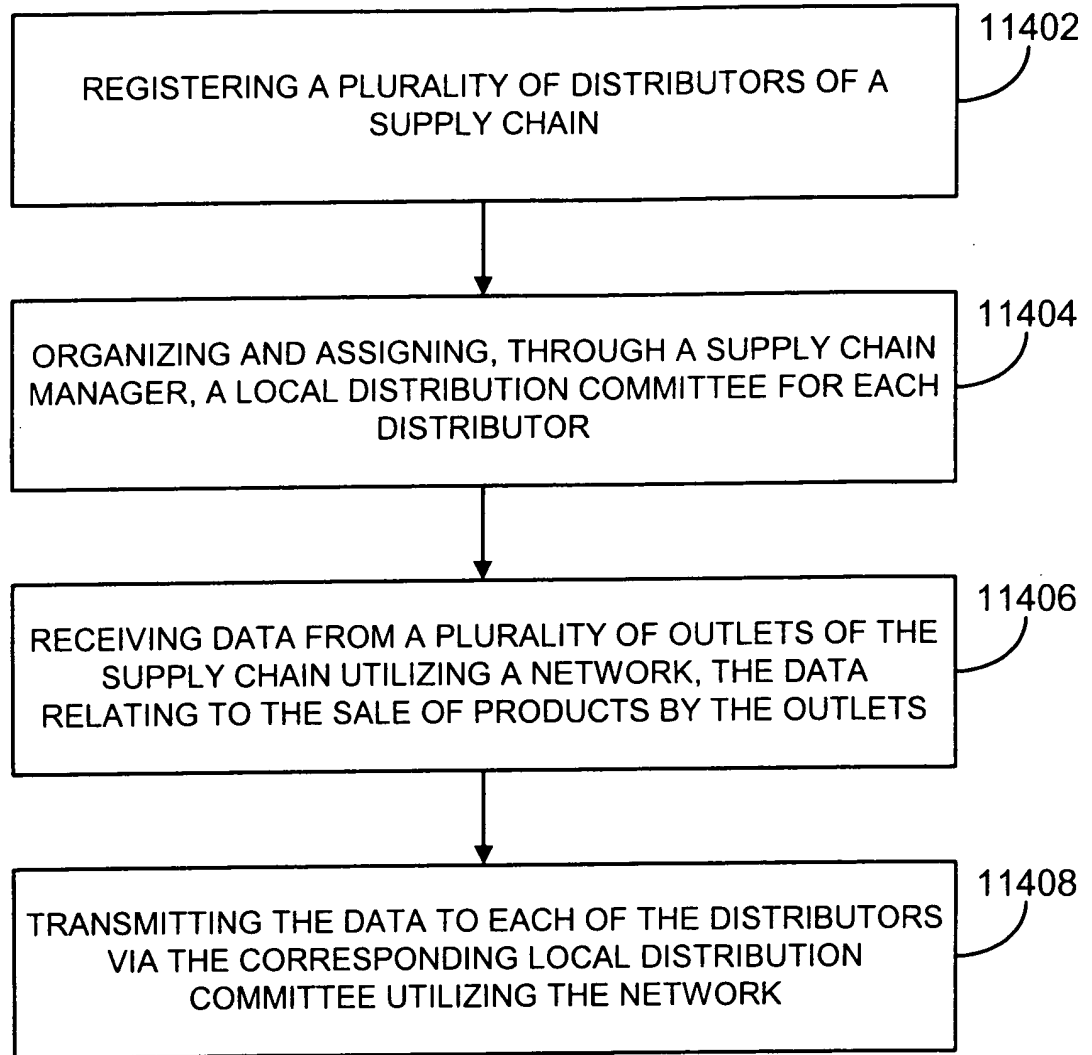 11402
REGISTERING A PLURALITY OF DISTRIBUTORS OF A
SUPPLY CHAIN
11404
ORGANIZING AND ASSIGNING, THROUGH A SUPPLY CHAIN
MANAGER, A LOCAL DISTRIBUTION COMMITTEE FOR EACH
DISTRIBUTOR
11406
RECEIVING DATA FROM A PLURALITY OF OUTLETS OF THE
SUPPLY CHAIN UTILIZING A NETWORK, THE DATA
RELATING TO THE SALE OF PRODUCTS BY THE OUTLETS
11408
TRANSMITTING THE DATA TO EACH OF THE DISTRIBUTORS
VIA THE CORRESPONDING LOCAL DISTRIBUTION
COMMITTEE UTILIZING THE NETWORK